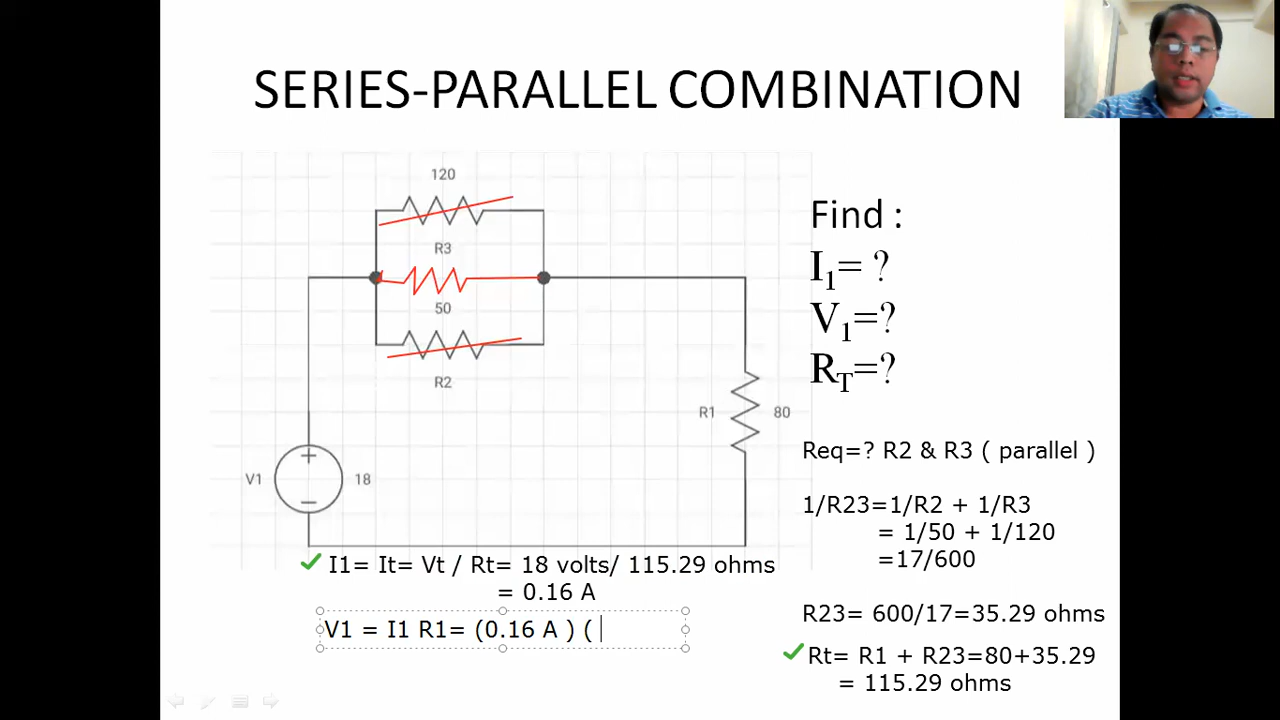 SERIES-PARALLEL COMBINATION
120
R3
50
R2
R1 80
V1 18
+
−
Find :
I₁= ?
V₁=?
R_T=?
Req=? R2 & R3 ( parallel )
1/R23=1/R2 + 1/R3
= 1/50 + 1/120
=17/600
R23= 600/17=35.29 ohms
Rt= R1 + R23=80+35.29
= 115.29 ohms
I1= It= Vt / Rt= 18 volts/ 115.29 ohms
= 0.16 A
V1 = I1 R1= (0.16 A ) (